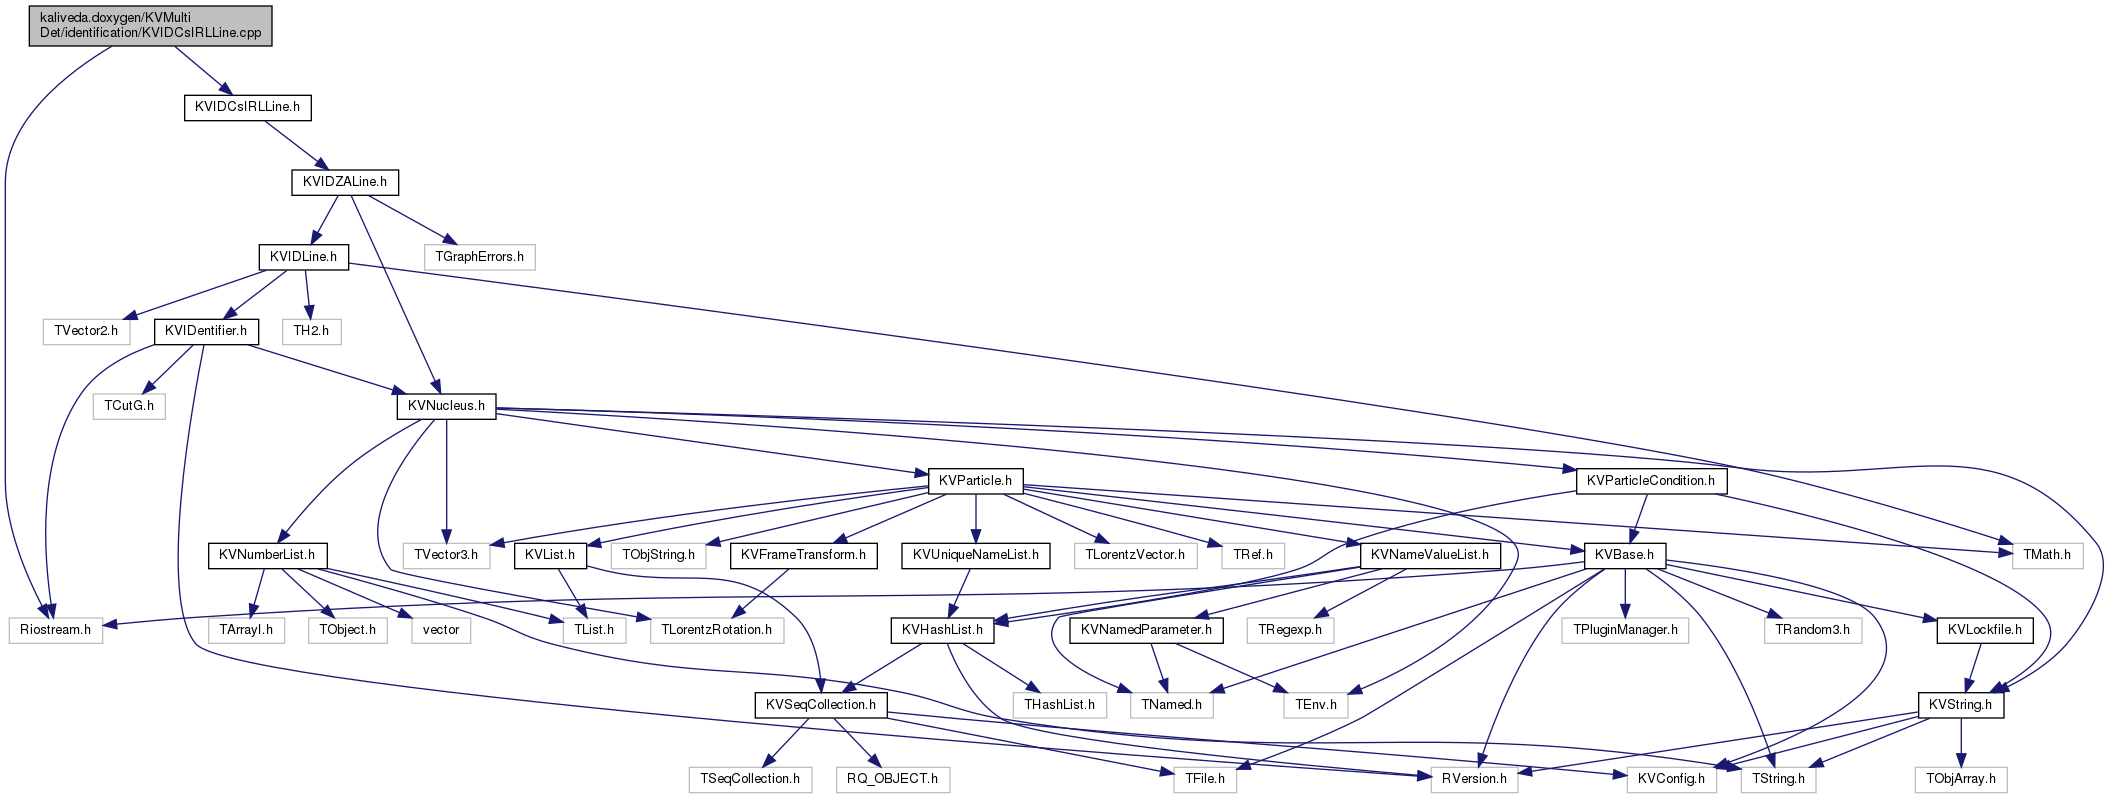 kaliveda.doxygen/KVMulti
Det/identification/KVIDCsIRLLine.cpp
KVIDCsIRLLine.h
KVIDZALine.h
KVIDLine.h
TGraphErrors.h
TVector2.h
KVIDentifier.h
TH2.h
TCutG.h
KVNucleus.h
KVParticle.h
KVParticleCondition.h
KVNumberList.h
TVector3.h
KVList.h
TObjString.h
KVFrameTransform.h
KVUniqueNameList.h
TLorentzVector.h
TRef.h
KVNameValueList.h
KVBase.h
TMath.h
Riostream.h
TArrayI.h
TObject.h
vector
TList.h
TLorentzRotation.h
KVHashList.h
KVNamedParameter.h
TRegexp.h
TPluginManager.h
TRandom3.h
KVLockfile.h
KVSeqCollection.h
THashList.h
TNamed.h
TEnv.h
KVString.h
TSeqCollection.h
RQ_OBJECT.h
TFile.h
RVersion.h
KVConfig.h
TString.h
TObjArray.h